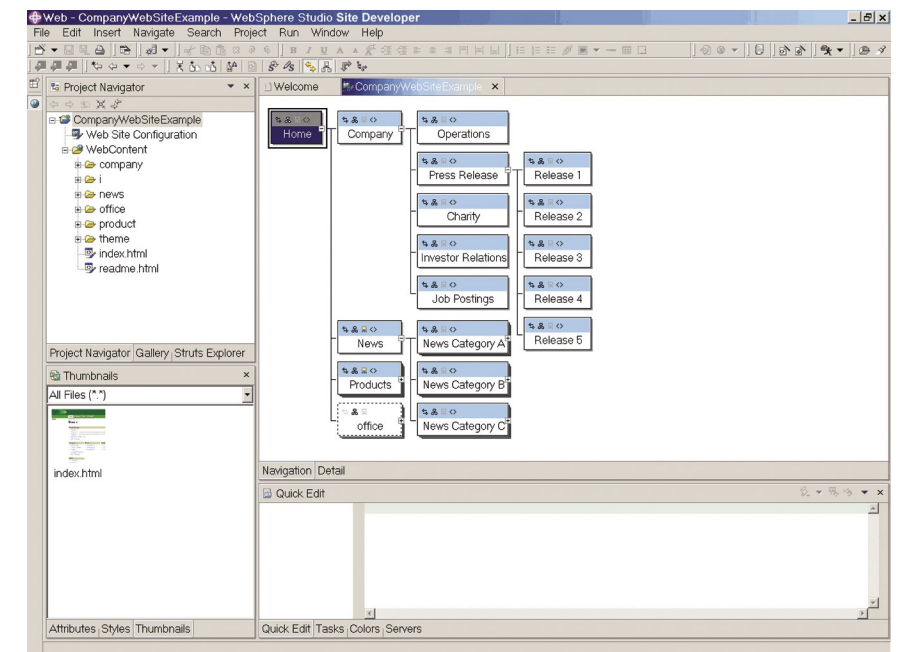 Web - CompanyWebSiteExample - WebSphere Studio Site Developer
File Edit Insert Navigate Search Project Run Window Help
Project Navigator
CompanyWebSiteExample
Web Site Configuration
WebContent
company
i
news
office
product
theme
index.html
readme.html
Project Navigator Gallery Struts Explorer
Thumbnails
All Files (*.*)
index.html
Attributes Styles Thumbnails
Welcome CompanyWebSiteExample
Home Company Operations
Press Release Release 1
Charity Release 2
Investor Relations Release 3
Job Postings Release 4
News News Category A Release 5
Products News Category B
office News Category C
Navigation Detail
Quick Edit
Quick Edit Tasks Colors Servers